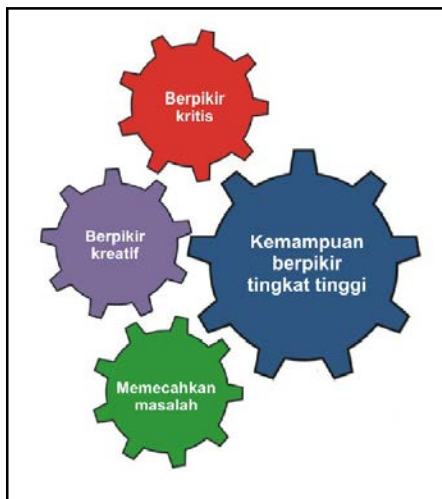 Berpikir
kritis
Berpikir
kreatif
Kemampuan
berpikir
tingkat tinggi
Memecahkan
masalah